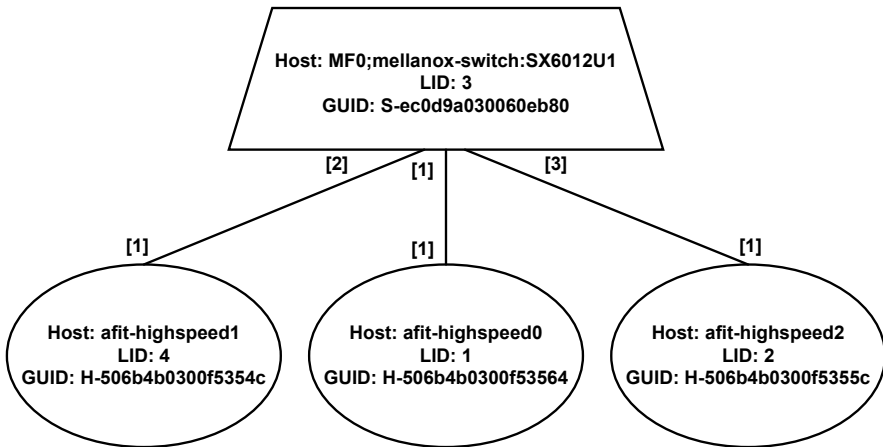 Host: MF0;mellanox-switch:SX6012U1
LID: 3
GUID: S-ec0d9a030060eb80
[2]
[1]
[3]
[1]
[1]
[1]
Host: afit-highspeed1
LID: 4
GUID: H-506b4b0300f5354c
Host: afit-highspeed0
LID: 1
GUID: H-506b4b0300f53564
Host: afit-highspeed2
LID: 2
GUID: H-506b4b0300f5355c